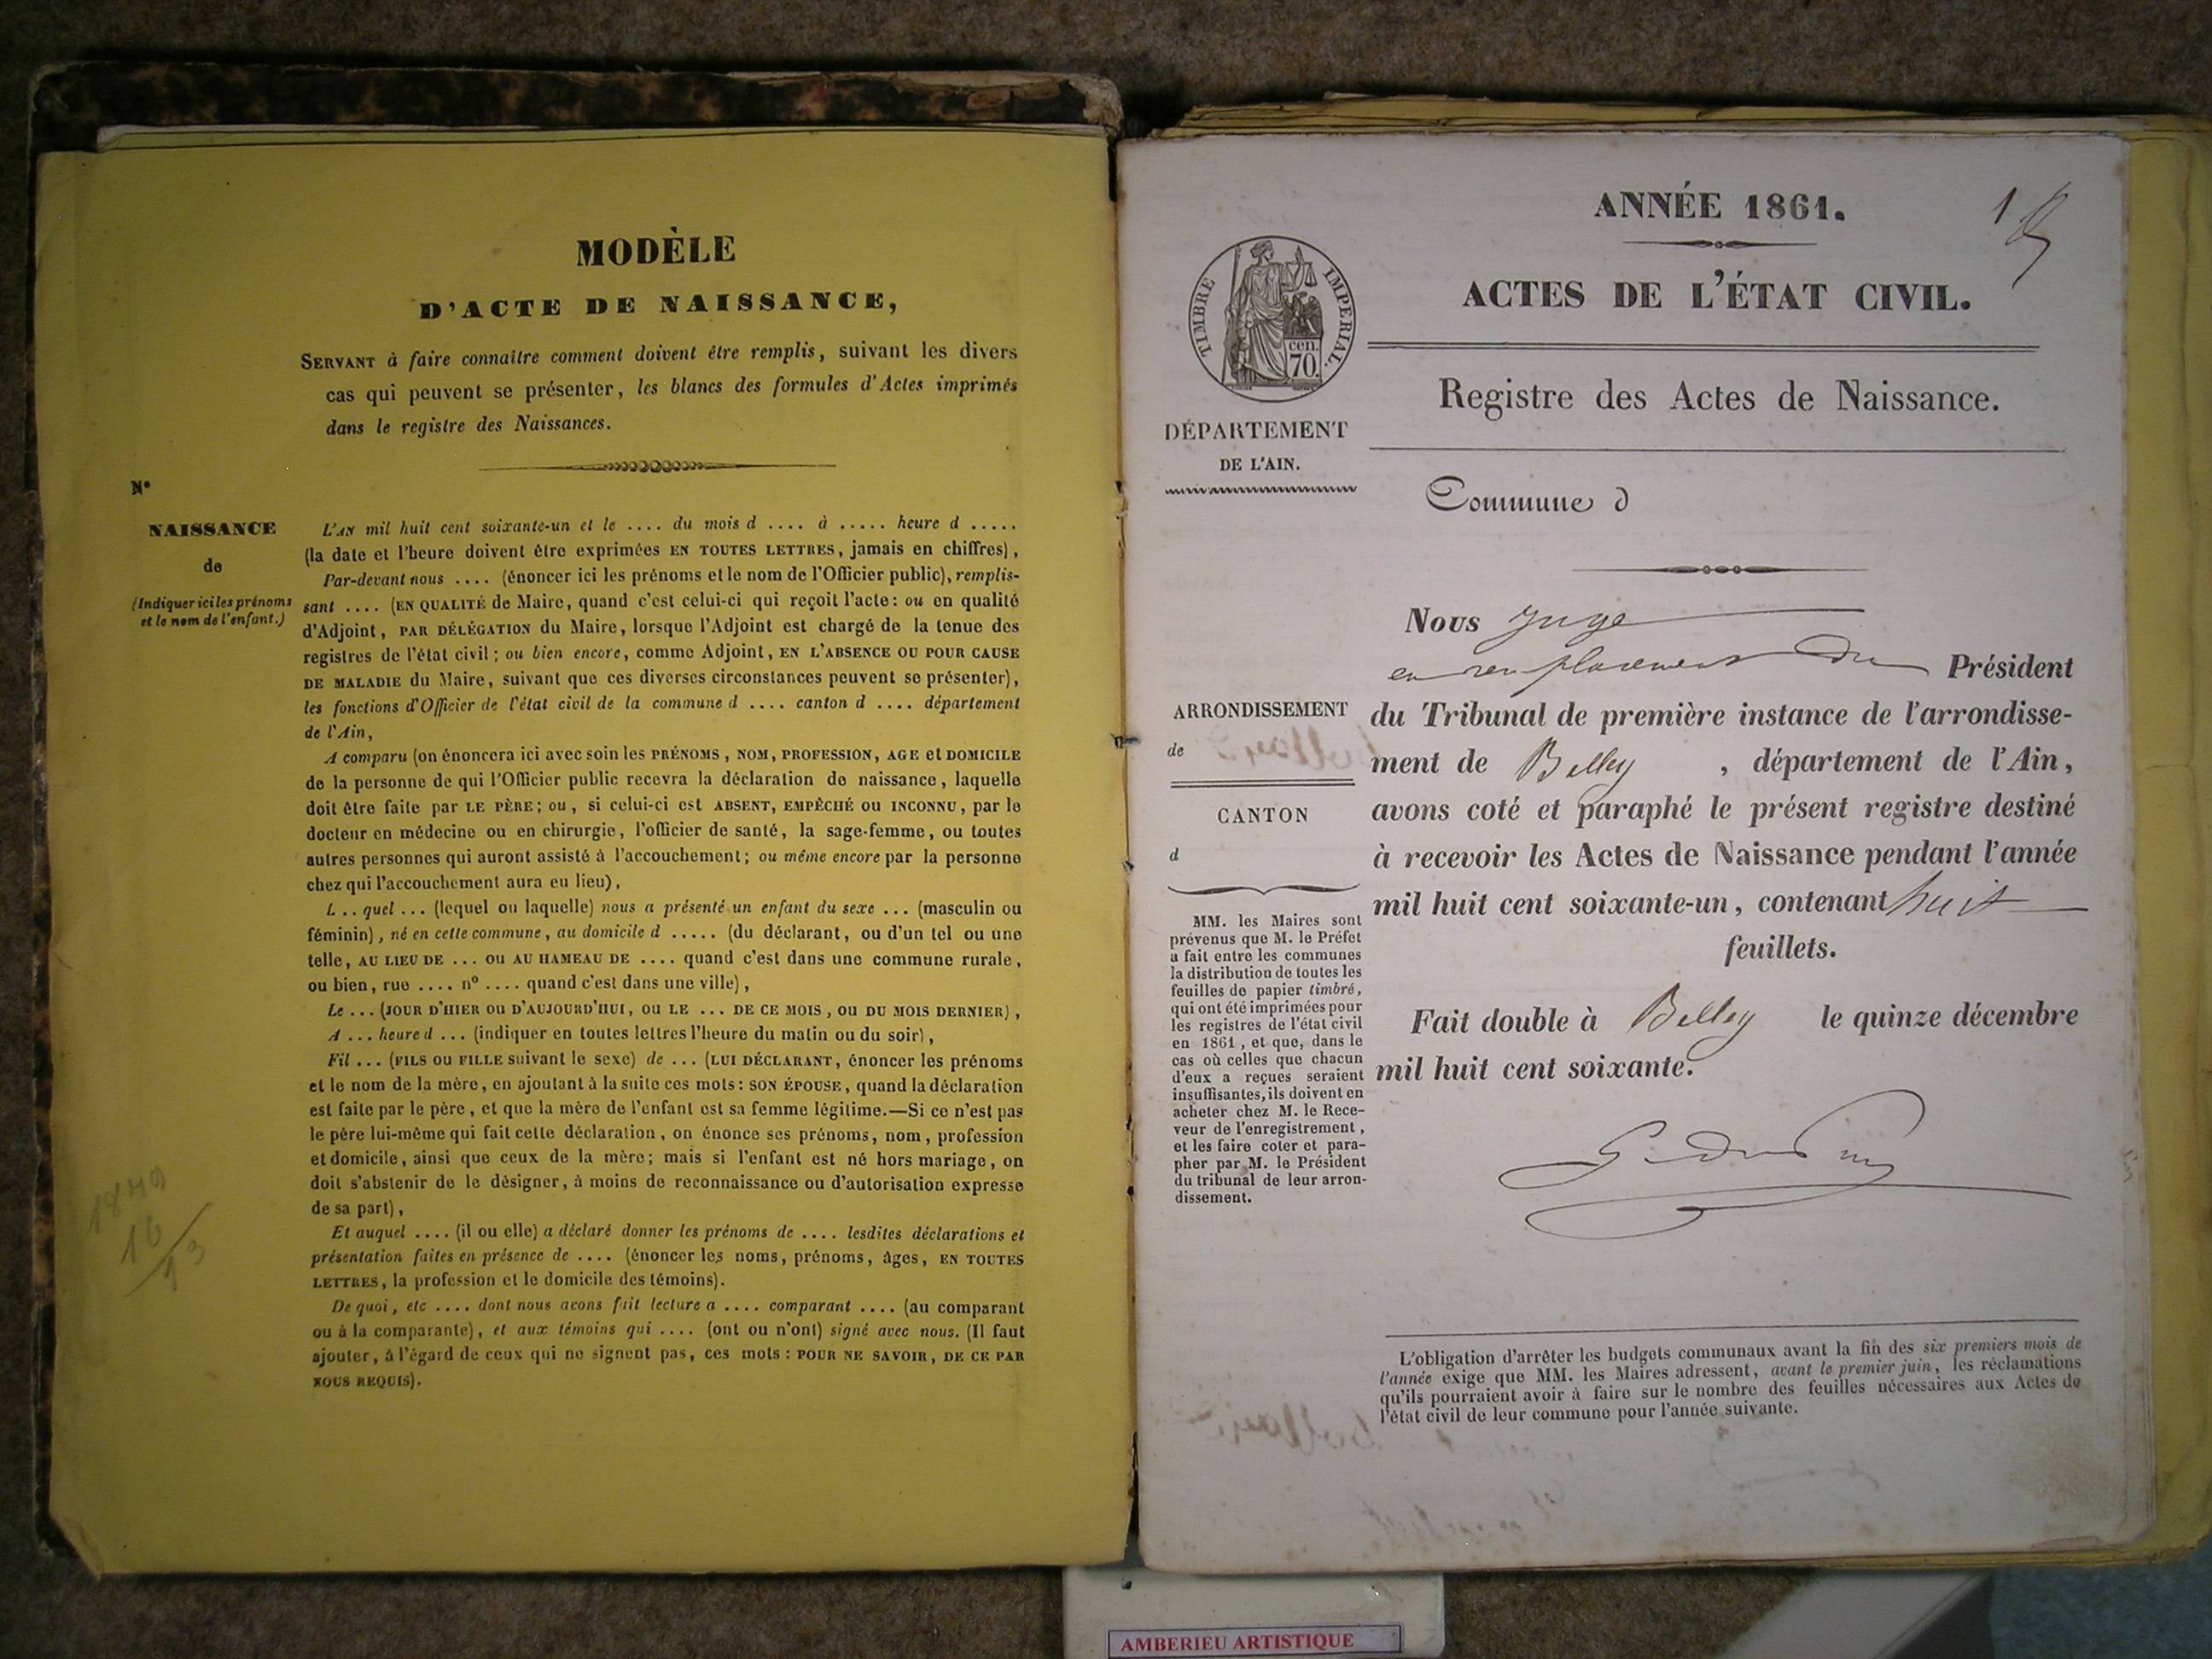 MODÈLE
D'ACTE DE NAISSANCE,
SERVANT à faire connaître comment doivent être remplis, suivant les divers
cas qui peuvent se présenter, les blancs des formules d'Actes imprimés
dans le registre des Naissances.
N°
NAISSANCE
de
(Indiquer ici les prénoms
et le nom de l'enfant.)
L'AN mil huit cent soixante-un et le .... du mois d .... à ..... heure d .....
(la date et l'heure doivent être exprimées EN TOUTES LETTRES, jamais en chiffres),
Par-devant nous .... (énoncer ici les prénoms et le nom de l'Officier public), remplis-
sant .... (EN QUALITÉ de Maire, quand c'est celui-ci qui reçoit l'acte: ou en qualité
d'Adjoint, PAR DÉLÉGATION du Maire, lorsque l'Adjoint est chargé de la tenue des
registres de l'état civil; ou bien encore, comme Adjoint, EN L'ABSENCE OU POUR CAUSE
DE MALADIE du Maire, suivant que ces diverses circonstances peuvent se présenter),
les fonctions d'Officier de l'état civil de la commune d .... canton d .... département
de l'Ain,
A comparu (on énoncera ici avec soin les PRÉNOMS, NOM, PROFESSION, AGE et DOMICILE
de la personne de qui l'Officier public recevra la déclaration de naissance, laquelle
doit être faite par LE PÈRE; ou, si celui-ci est ABSENT, EMPÊCHÉ OU INCONNU, par le
docteur en médecine ou en chirurgie, l'officier de santé, la sage-femme, ou toutes
autres personnes qui auront assisté à l'accouchement; ou même encore par la personne
chez qui l'accouchement aura eu lieu),
L .. quel ... (lequel ou laquelle) nous a présenté un enfant du sexe ... (masculin ou
féminin), né en cette commune, au domicile d ..... (du déclarant, ou d'un tel ou une
telle, AU LIEU DE ... OU AU HAMEAU DE .... quand c'est dans une commune rurale,
ou bien, rue .... n° .... quand c'est dans une ville),
Le ... (JOUR D'HIER OU D'AUJOURD'HUI, OU LE ... DE CE MOIS, OU DU MOIS DERNIER),
A ... heure d ... (indiquer en toutes lettres l'heure du matin ou du soir),
Fil ... (FILS OU FILLE suivant le sexe) de ... (LUI DÉCLARANT, énoncer les prénoms
et le nom de la mère, en ajoutant à la suite ces mots: SON ÉPOUSE, quand la déclaration
est faite par le père, et que la mère de l'enfant est sa femme légitime.—Si ce n'est pas
le père lui-même qui fait cette déclaration, on énonce ses prénoms, nom, profession
et domicile, ainsi que ceux de la mère; mais si l'enfant est né hors mariage, on
doit s'abstenir de le désigner, à moins de reconnaissance ou d'autorisation expresse
de sa part),
Et auquel .... (il ou elle) a déclaré donner les prénoms de .... lesdites déclarations et
présentation faites en présence de .... (énoncer les noms, prénoms, âges, EN TOUTES
LETTRES, la profession et le domicile des témoins).
De quoi, etc .... dont nous avons fait lecture a .... comparant .... (au comparant
ou à la comparante), et aux témoins qui .... (ont ou n'ont) signé avec nous. (Il faut
ajouter, à l'égard de ceux qui ne signent pas, ces mots: POUR NE SAVOIR, DE CE PAR
NOUS REQUIS).
ANNÉE 1861.
1
ACTES DE L'ÉTAT CIVIL.
TIMBRE IMPERIAL.
cen.
70.
Registre des Actes de Naissance.
DÉPARTEMENT
DE L'AIN.
Commune d
Nous Juge
en remplacement du Président
du Tribunal de première instance de l'arrondisse-
ment de Belley, département de l'Ain,
avons coté et paraphé le présent registre destiné
à recevoir les Actes de Naissance pendant l'année
mil huit cent soixante-un, contenant huit
feuillets.
Fait double à Belley le quinze décembre
mil huit cent soixante.
ARRONDISSEMENT
de
CANTON
d
MM. les Maires sont
prévenus que M. le Préfet
a fait entre les communes
la distribution de toutes les
feuilles de papier timbré,
qui ont été imprimées pour
les registres de l'état civil
en 1861, et que, dans le
cas où celles que chacun
d'eux a reçues seraient
insuffisantes, ils doivent en
acheter chez M. le Rece-
veur de l'enregistrement,
et les faire coter et para-
pher par M. le Président
du tribunal de leur arron-
dissement.
L'obligation d'arrêter les budgets communaux avant la fin des six premiers mois de
l'année exige que MM. les Maires adressent, avant le premier juin, les réclamations
qu'ils pourraient avoir à faire sur le nombre des feuilles nécessaires aux Actes de
l'état civil de leur commune pour l'année suivante.
AMBERIEU ARTISTIQUE